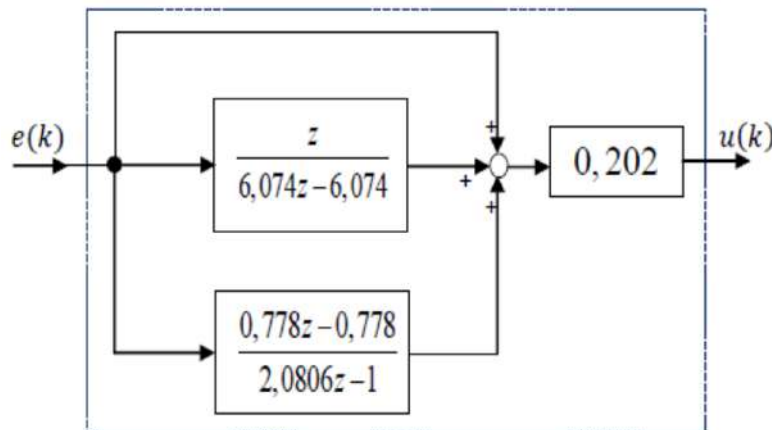 +
e(k)
z
6,074z−6,074
+
0,202
u(k)
+
0,778z−0,778
2,0806z−1